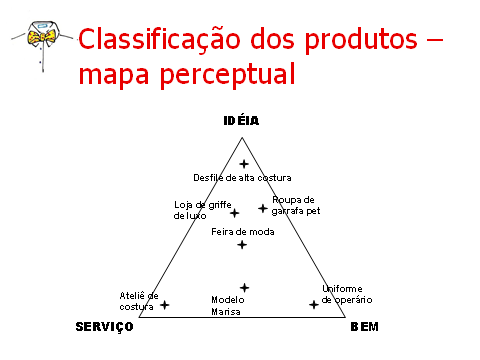 Classificação dos produtos –
mapa perceptual
IDÉIA
Desfile de alta costura
Loja de griffe
de luxo
Roupa de
garrafa pet
Feira de moda
Ateliê de
costura
Modelo
Marisa
Uniforme
de operário
SERVIÇO
BEM